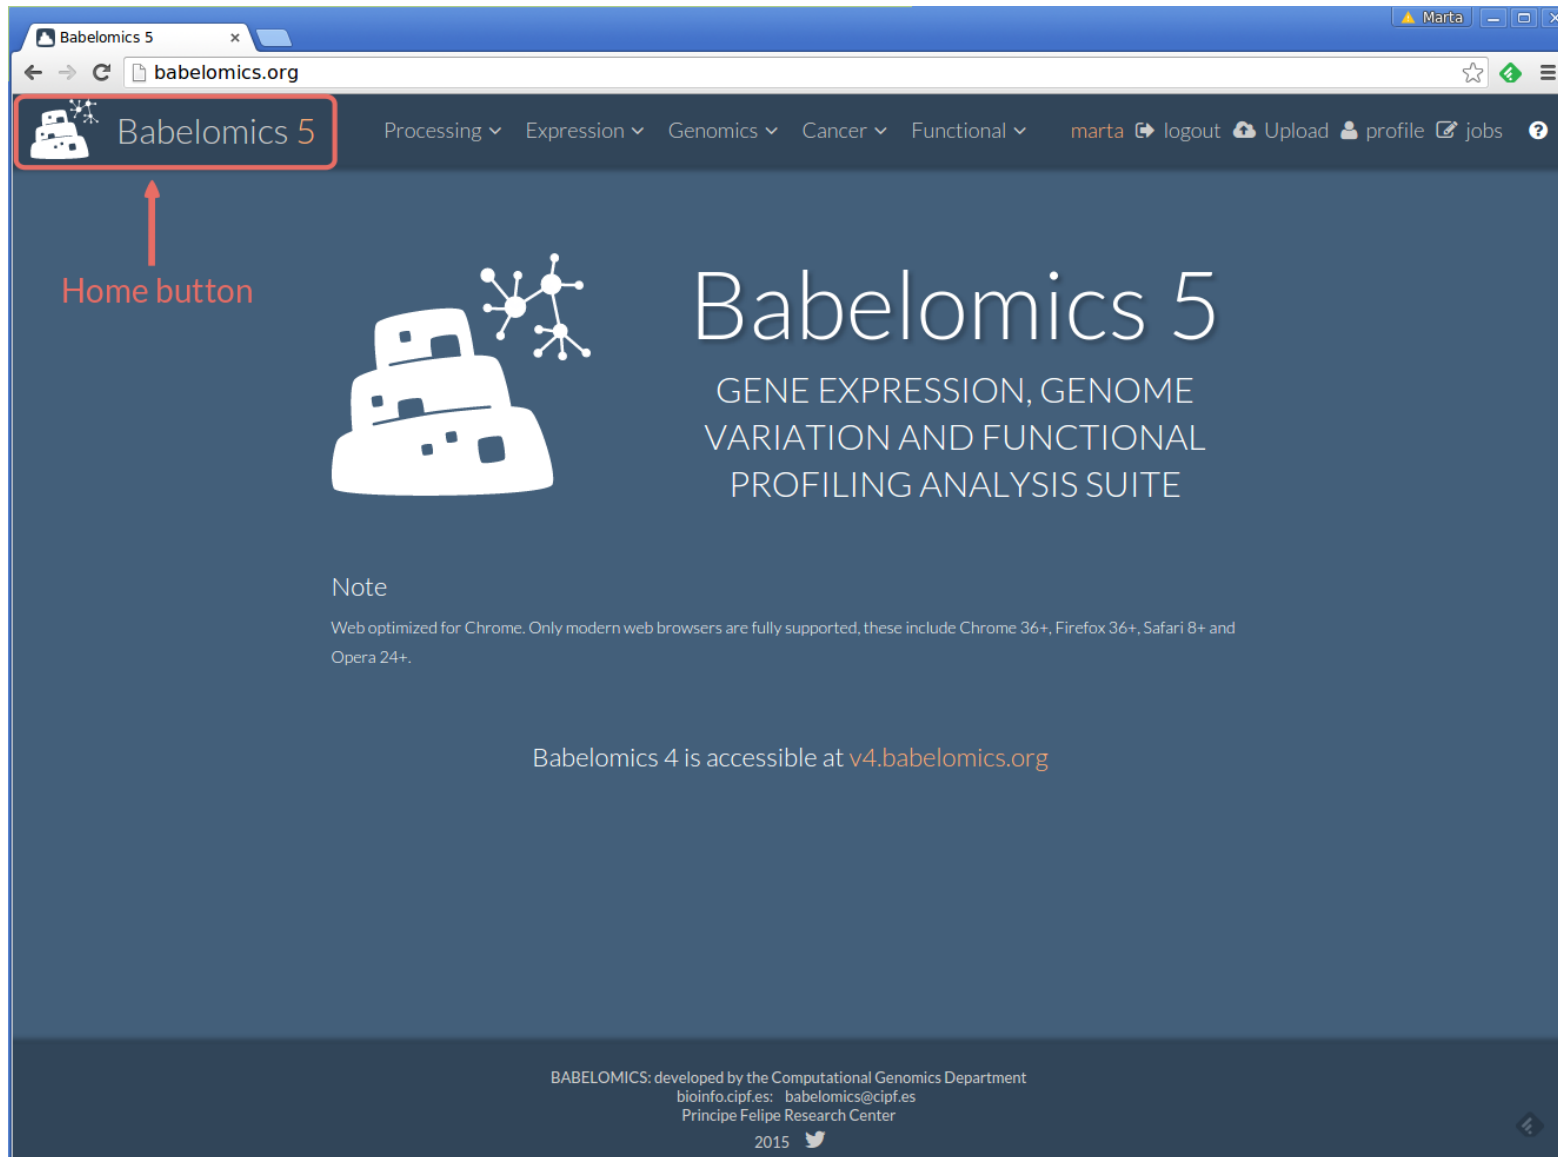 Marta
Babelomics 5
babelomics.org
Babelomics 5 Processing Expression Genomics Cancer Functional marta logout Upload profile jobs ?
Home button
Babelomics 5
GENE EXPRESSION, GENOME
VARIATION AND FUNCTIONAL
PROFILING ANALYSIS SUITE
Note
Web optimized for Chrome. Only modern web browsers are fully supported, these include Chrome 36+, Firefox 36+, Safari 8+ and
Opera 24+.
Babelomics 4 is accessible at v4.babelomics.org
BABELOMICS: developed by the Computational Genomics Department
bioinfo.cipf.es: babelomics@cipf.es
Principe Felipe Research Center
2015